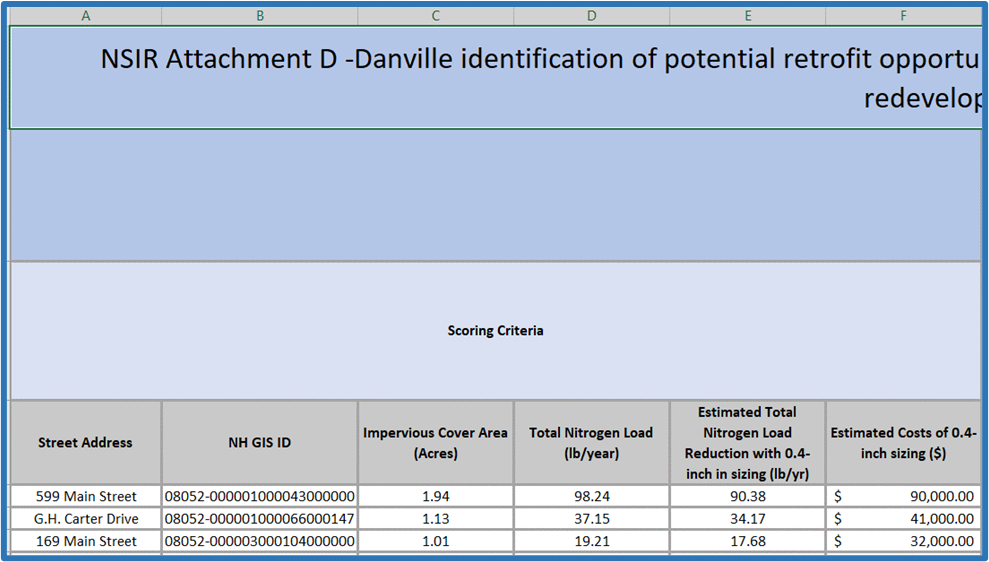 A B C D E F
NSIR Attachment D -Danville identification of potential retrofit opportu
redevelop
Scoring Criteria
Street Address NH GIS ID Impervious Cover Area (Acres) Total Nitrogen Load (lb/year) Estimated Total Nitrogen Load Reduction with 0.4-inch in sizing (lb/yr) Estimated Costs of 0.4-inch sizing ($)
599 Main Street 08052-000001000043000000 1.94 98.24 90.38 $ 90,000.00
G.H. Carter Drive 08052-000001000066000147 1.13 37.15 34.17 $ 41,000.00
169 Main Street 08052-000003000104000000 1.01 19.21 17.68 $ 32,000.00